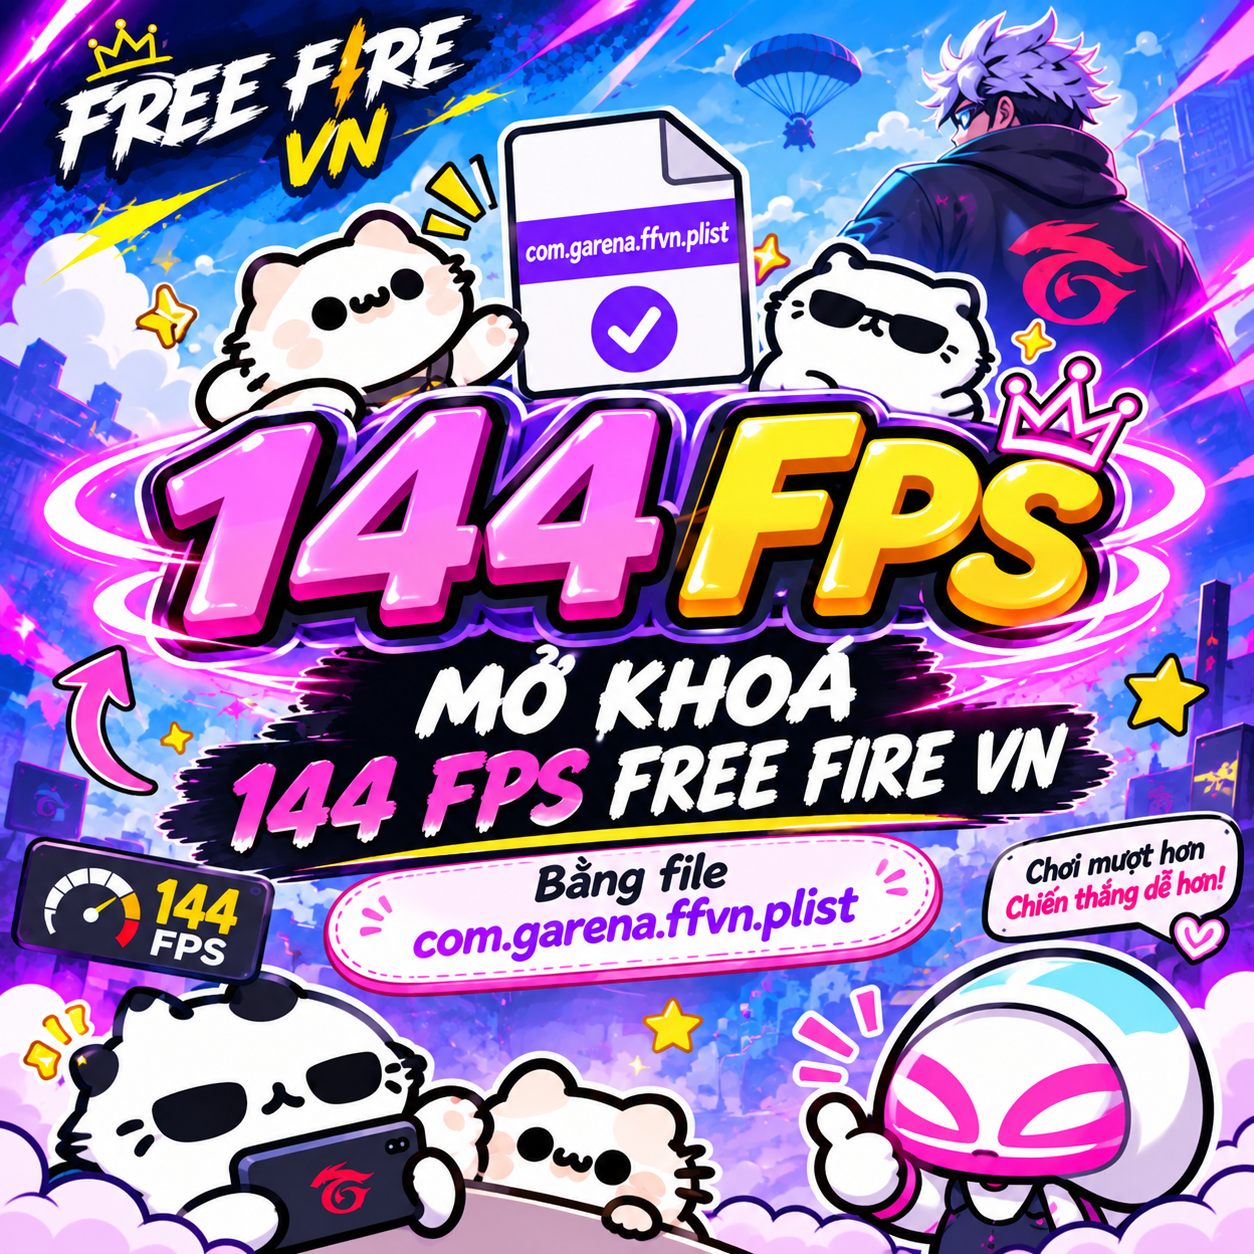 FREE FIRE
VN
com.garena.ffvn.plist
144 FPS
MỞ KHOÁ
144 FPS FREE FIRE VN
Bằng file
com.garena.ffvn.plist
144
FPS
Chơi mượt hơn
Chiến thắng dễ hơn!